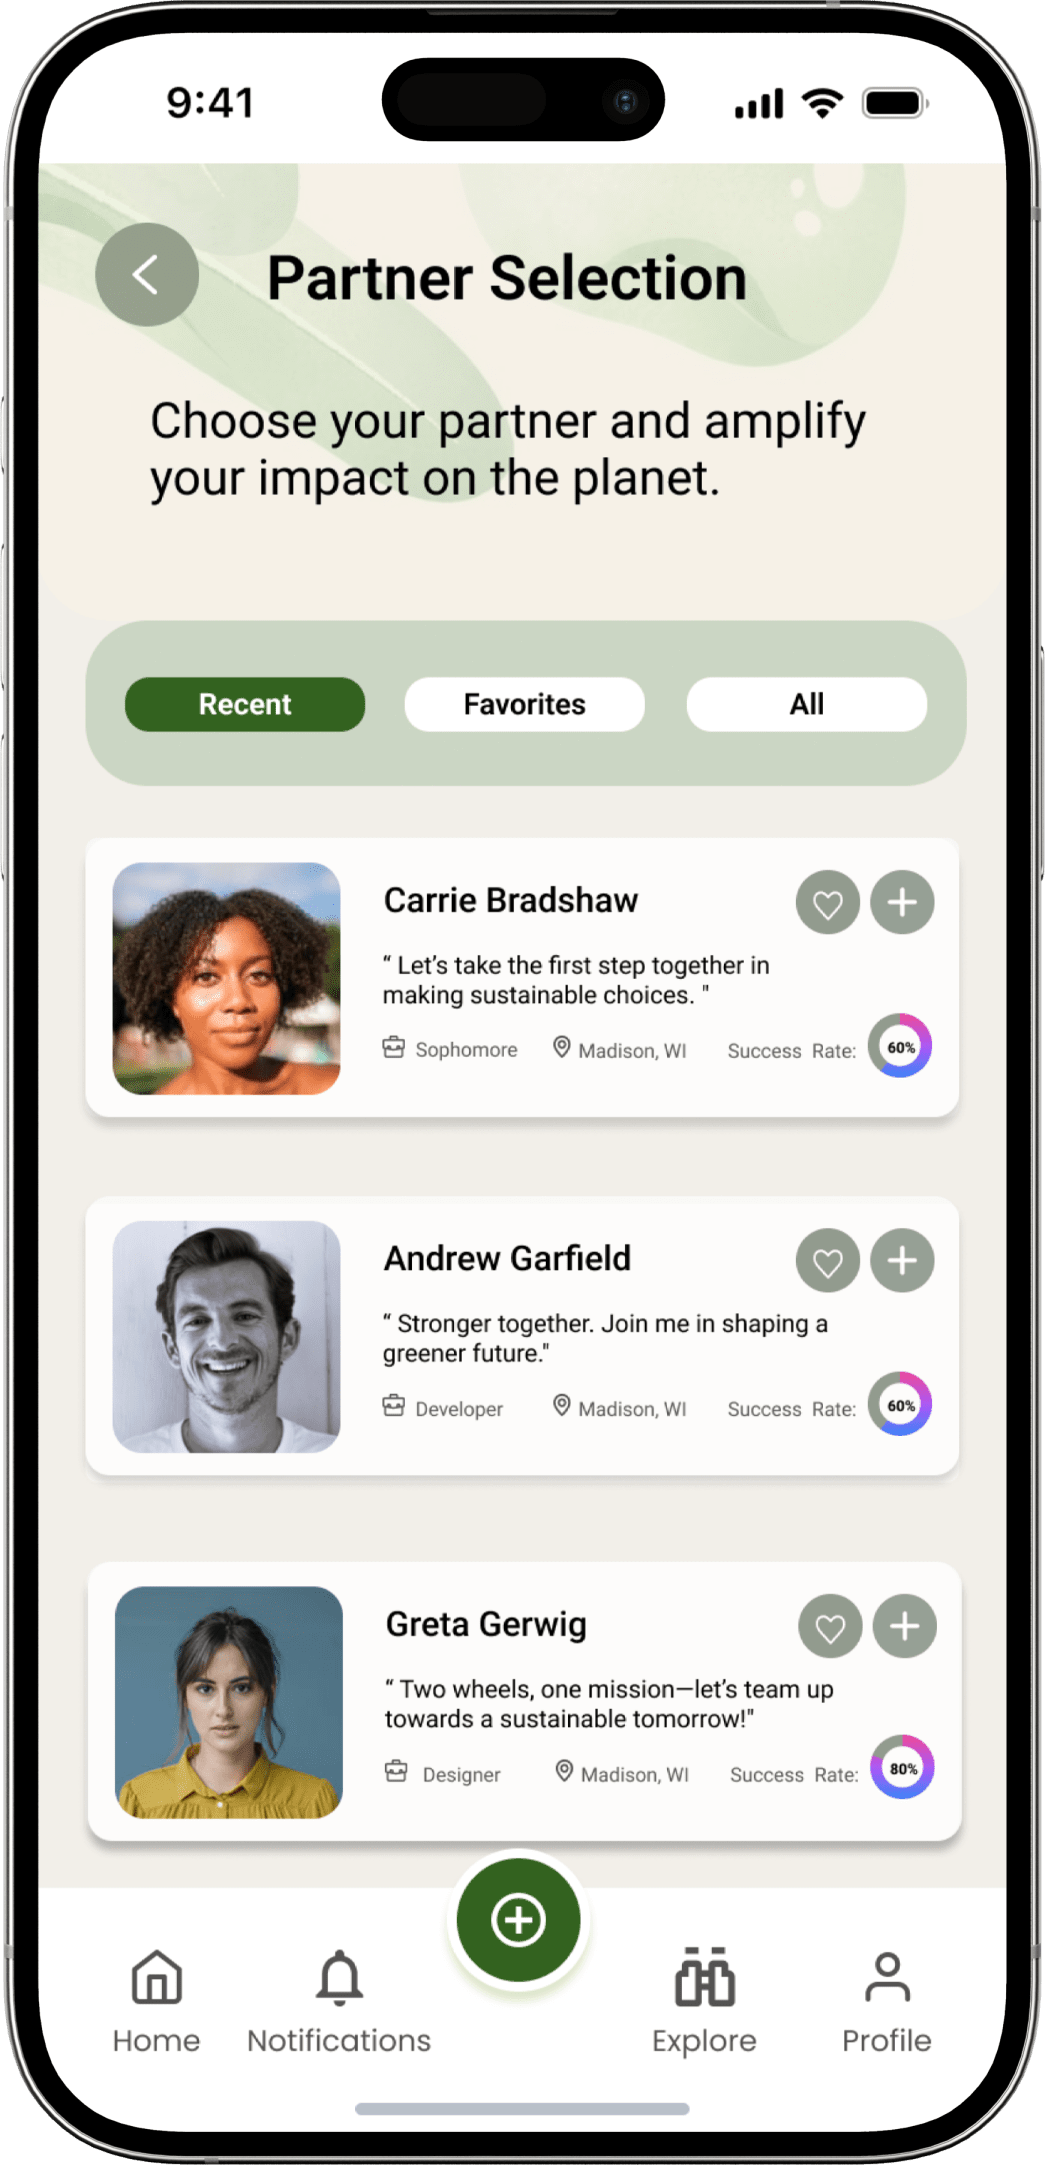 9:41
Partner Selection
Choose your partner and amplify
your impact on the planet.
Recent
Favorites
All
Carrie Bradshaw
“ Let’s take the first step together in
making sustainable choices. "
Sophomore
Madison, WI
Success Rate:
60%
Andrew Garfield
“ Stronger together. Join me in shaping a
greener future."
Developer
Madison, WI
Success Rate:
60%
Greta Gerwig
“ Two wheels, one mission—let’s team up
towards a sustainable tomorrow!"
Designer
Madison, WI
Success Rate:
80%
Home
Notifications
Explore
Profile